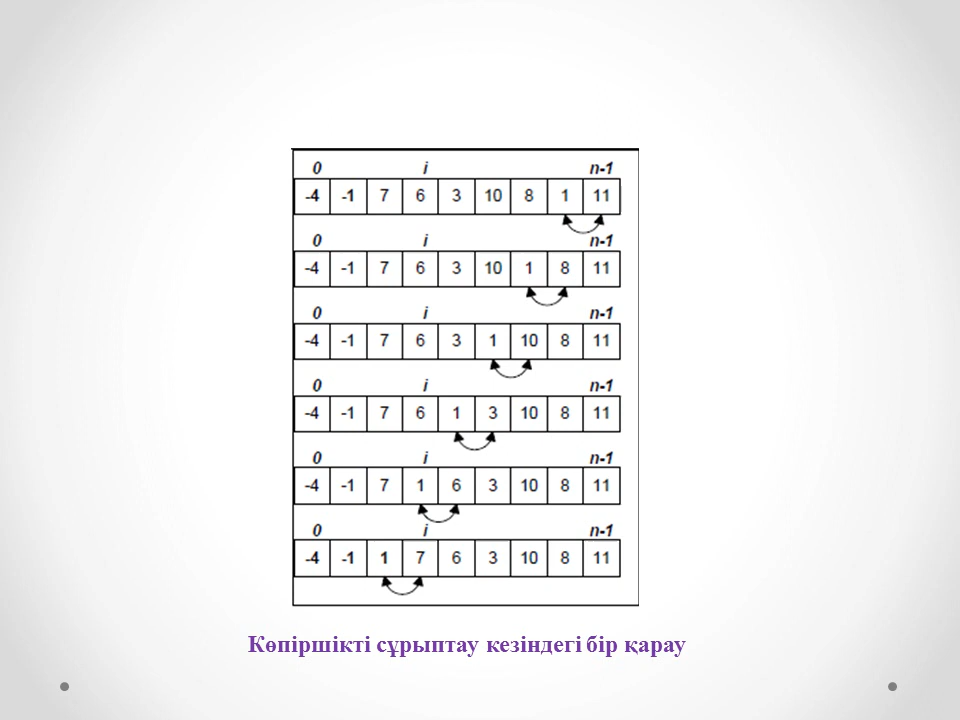 0 i n-1
-4 -1 7 6 3 10 8 1 11
0 i n-1
-4 -1 7 6 3 10 1 8 11
0 i n-1
-4 -1 7 6 3 1 10 8 11
0 i n-1
-4 -1 7 6 1 3 10 8 11
0 i n-1
-4 -1 7 1 6 3 10 8 11
0 i n-1
-4 -1 1 7 6 3 10 8 11
Көпіршікті сұрыптау кезіндегі бір қарау